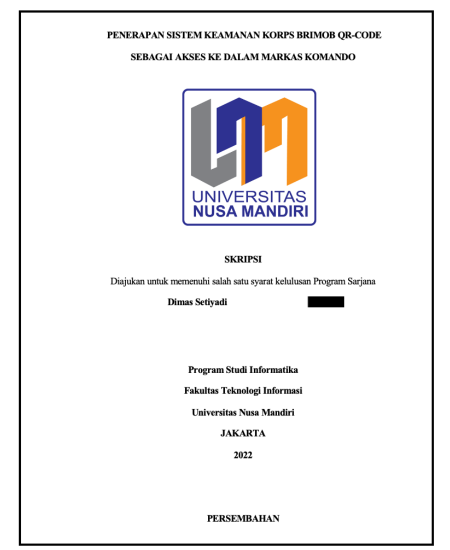 PENERAPAN SISTEM KEAMANAN KORPS BRIMOB QR-CODE
SEBAGAI AKSES KE DALAM MARKAS KOMANDO
UNIVERSITAS
NUSA MANDIRI
SKRIPSI
Diajukan untuk memenuhi salah satu syarat kelulusan Program Sarjana
Dimas Setiyadi
Program Studi Informatika
Fakultas Teknologi Informasi
Universitas Nusa Mandiri
JAKARTA
2022
PERSEMBAHAN